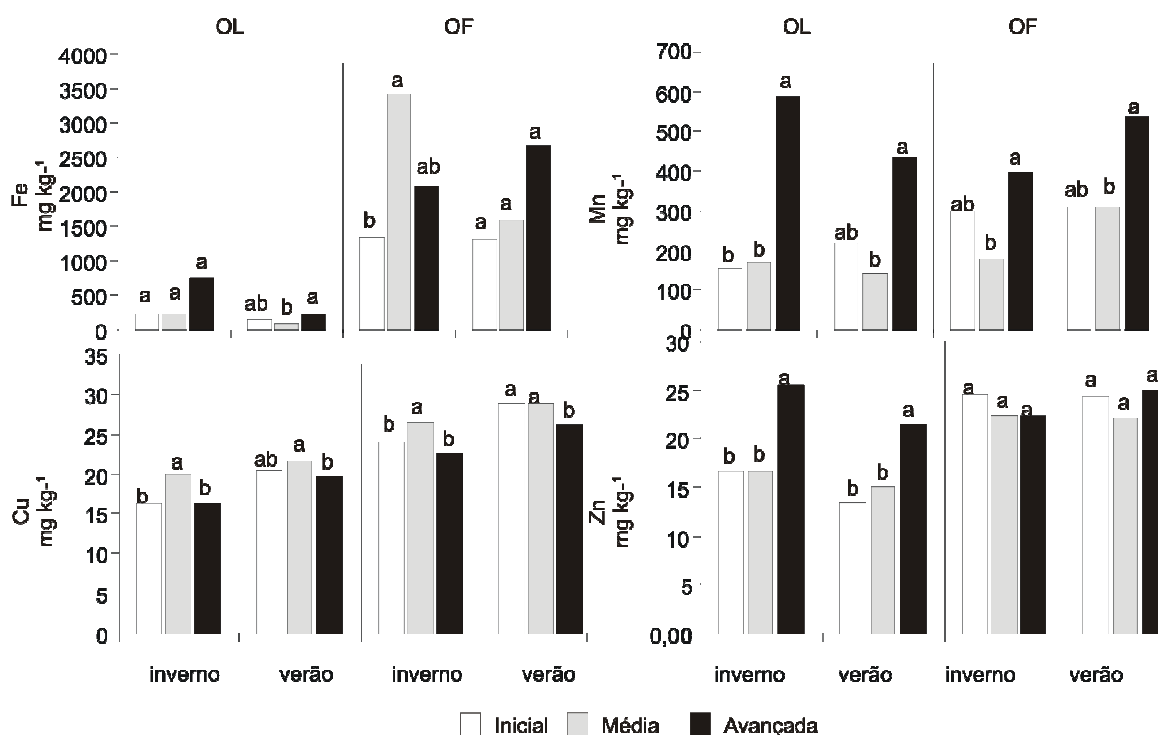 OL OF OL OF
4000
3500
3000
2500
2000
1500
1000
500
0
Fe
mg kg-1
a a a ab b a
b a ab a a a
700
600
500
400
300
200
100
0
Mn
mg kg-1
b b a ab b a
ab b a ab b a
35
30
25
20
15
10
5
0
Cu
mg kg-1
b a b ab a b
b a b a a b
30
25
20
15
10
5
0,00
Zn
mg kg-1
b b a b b a
a a a a a a
inverno verão inverno verão inverno verão inverno verão
Inicial Média Avançada